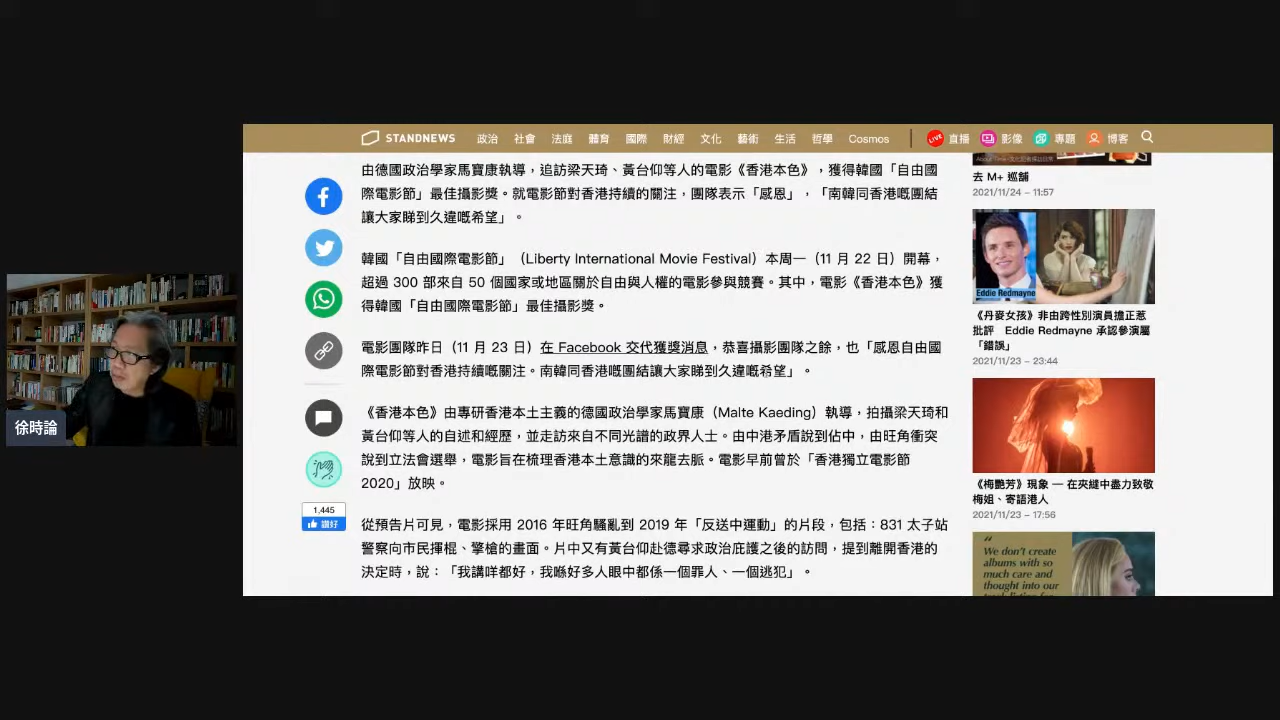 STANDNEWS 政治 社會 法庭 體育 國際 財經 文化 藝術 生活 哲學 Cosmos LIVE 直播 影像 專題 博客
由德國政治學家馬寶康執導，追訪梁天琦、黃台仰等人的電影《香港本色》，獲得韓國「自由國
際電影節」最佳攝影獎。就電影節對香港持續的關注，團隊表示「感恩」，「南韓同香港嘅團結
讓大家睇到久違嘅希望」。
韓國「自由國際電影節」（Liberty International Movie Festival）本周一（11 月 22 日）開幕，
超過 300 部來自 50 個國家或地區關於自由與人權的電影參與競賽。其中，電影《香港本色》獲
得韓國「自由國際電影節」最佳攝影獎。
電影團隊昨日（11 月 23 日）在 Facebook 交代獲獎消息，恭喜攝影團隊之餘，也「感恩自由國
際電影節對香港持續嘅關注。南韓同香港嘅團結讓大家睇到久違嘅希望」。
《香港本色》由專研香港本土主義的德國政治學家馬寶康（Malte Kaeding）執導，拍攝梁天琦和
黃台仰等人的自述和經歷，並走訪來自不同光譜的政界人士。由中港矛盾說到佔中，由旺角衝突
說到立法會選舉，電影旨在梳理香港本土意識的來龍去脈。電影早前曾於「香港獨立電影節
2020」放映。
1,445
讚好
從預告片可見，電影採用 2016 年旺角騷亂到 2019 年「反送中運動」的片段，包括：831 太子站
警察向市民揮棍、擎槍的畫面。片中又有黃台仰赴德尋求政治庇護之後的訪問，提到離開香港的
決定時，說：「我講咩都好，我喺好多人眼中都係一個罪人、一個逃犯」。
去 M+ 巡舖
2021/11/24 – 11:57
Eddie Redmayne
《丹麥女孩》非由跨性別演員擔正惹
批評 Eddie Redmayne 承認參演屬
「錯誤」
2021/11/23 – 23:44
《梅艷芳》現象 — 在夾縫中盡力致敬
梅姐、寄語港人
2021/11/23 – 17:56
“
We don't create
albums with so
much care and
thought into our
徐時論